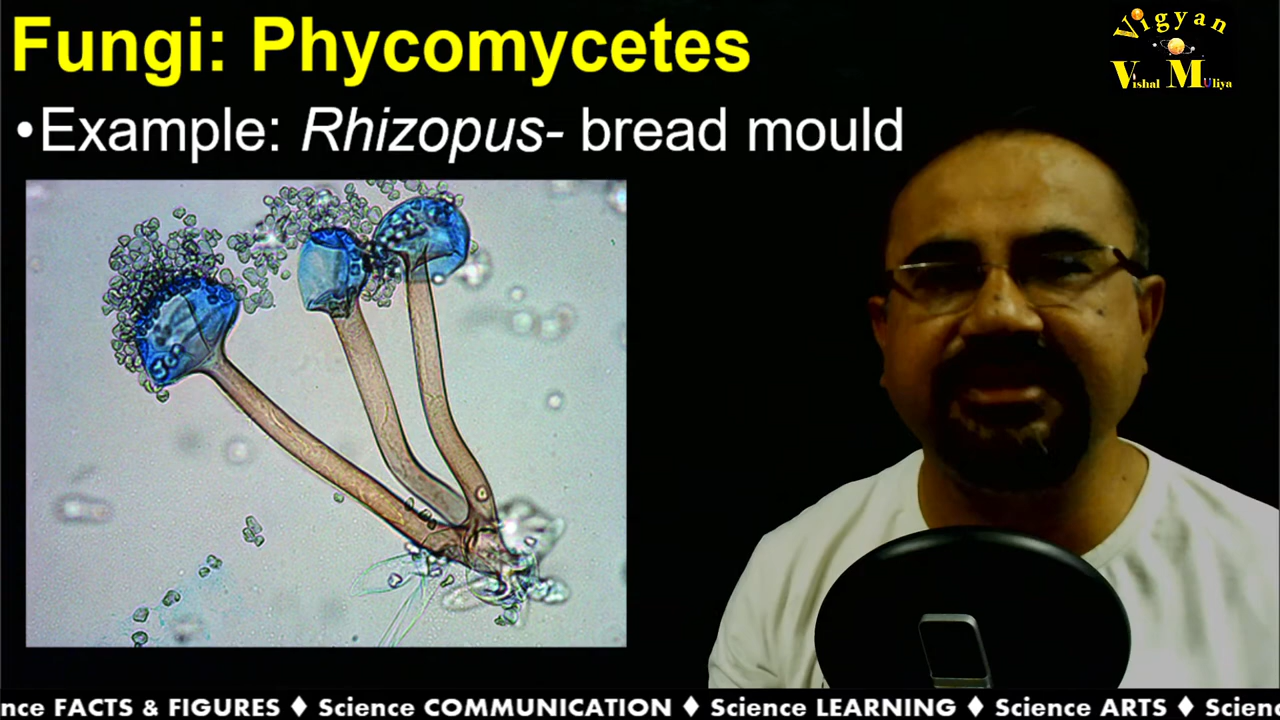 Fungi: Phycomycetes
•Example: Rhizopus- bread mould
Vigyan
Vishal Muliya
nce FACTS & FIGURES ♦ Science COMMUNICATION ♦ Science LEARNING ♦ Science ARTS ♦ Scienc